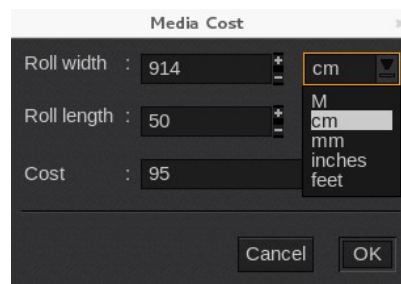 Media Cost
Roll width : 914 cm
M
Roll length : 50 cm
mm
inches
Cost : 95 feet
Cancel OK